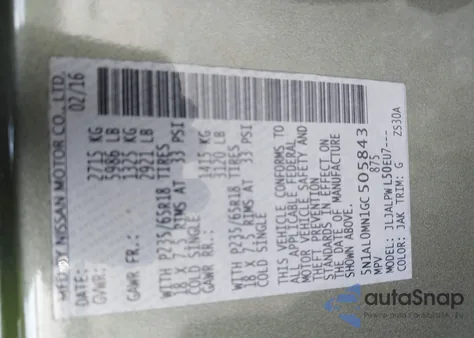 MFD BY NISSAN MOTOR CO., LTD.
DATE: 02/16
GVWR: 2715 KG
5986 LB
GAWR FR.: 1325 KG
2921 LB
WITH P235/65R18 TIRES
18 X 7.5 RIMS AT 33 PSI
COLD SINGLE
GAWR RR.: 1415 KG
3120 LB
WITH P235/65R18 TIRES
18 X 7.5 RIMS AT 33 PSI
COLD SINGLE
THIS VEHICLE CONFORMS TO
ALL APPLICABLE FEDERAL
MOTOR VEHICLE SAFETY AND
THEFT PREVENTION
STANDARDS IN EFFECT ON
THE DATE OF MANUFACTURE
SHOWN ABOVE.
5N1AL0MN1GC505843
MPV 875
MODEL: JLJALPWL50EU7---
COLOR: JAK TRIM: G ZS30A
autoSnap